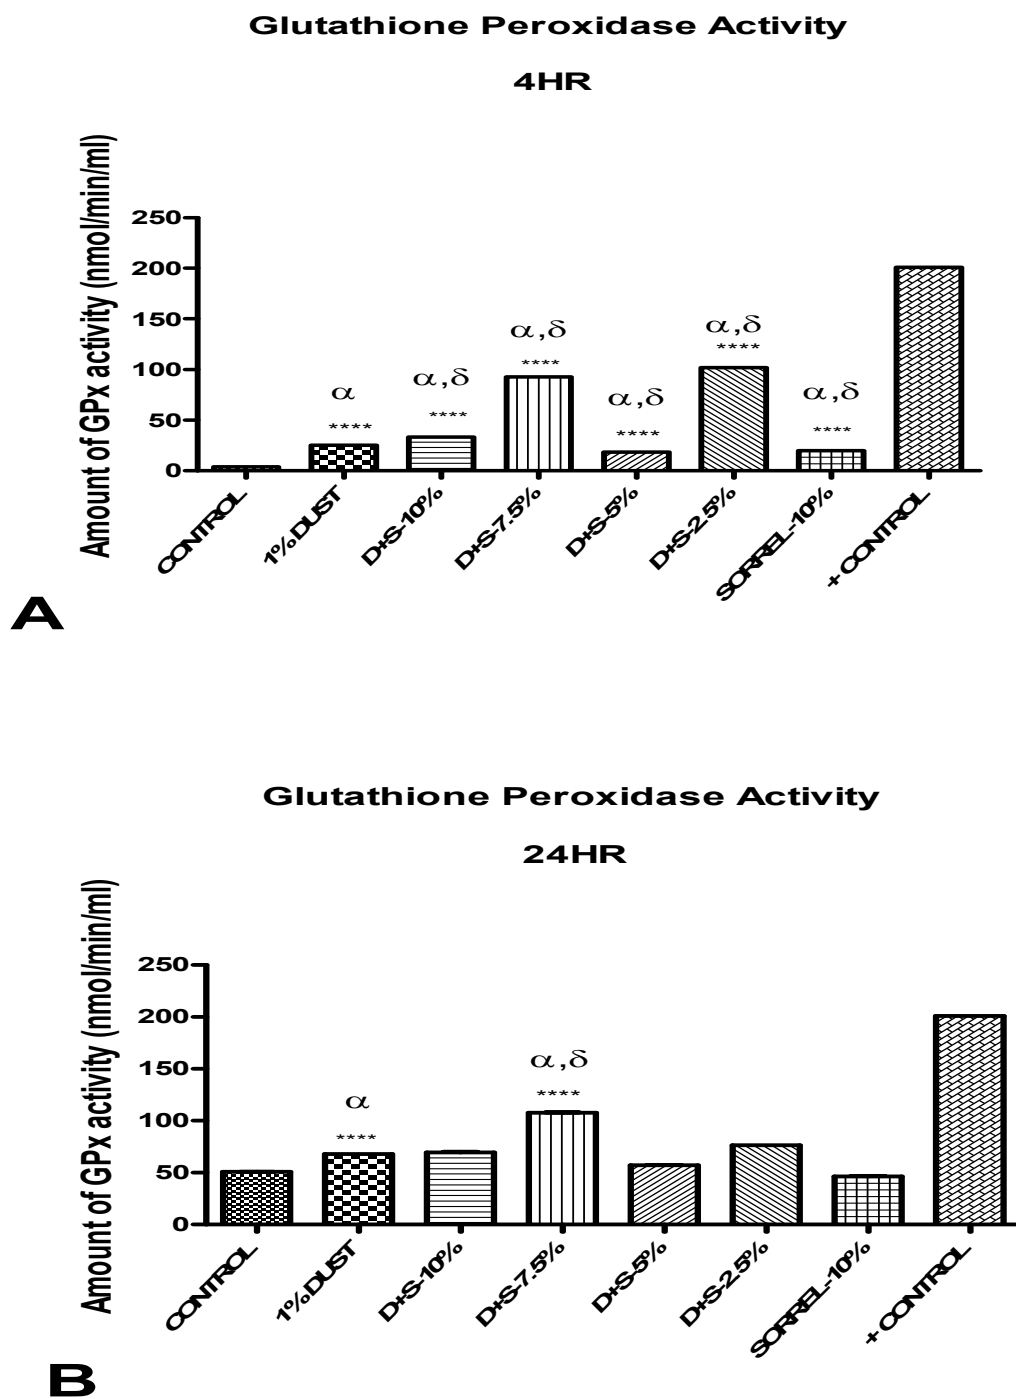 Glutathione Peroxidase Activity
4HR
Amount of GPx activity (nmol/min/ml)
250
200
150
100
50
0
α
****
α,δ
****
α,δ
****
α,δ
****
α,δ
****
α,δ
****
CONTROL
1% DUST
D+S-10%
D+S-7.5%
D+S-5%
D+S-2.5%
SORREL-10%
+ CONTROL
A
Glutathione Peroxidase Activity
24HR
Amount of GPx activity (nmol/min/ml)
250
200
150
100
50
0
α
****
α,δ
****
CONTROL
1% DUST
D+S-10%
D+S-7.5%
D+S-5%
D+S-2.5%
SORREL-10%
+ CONTROL
B